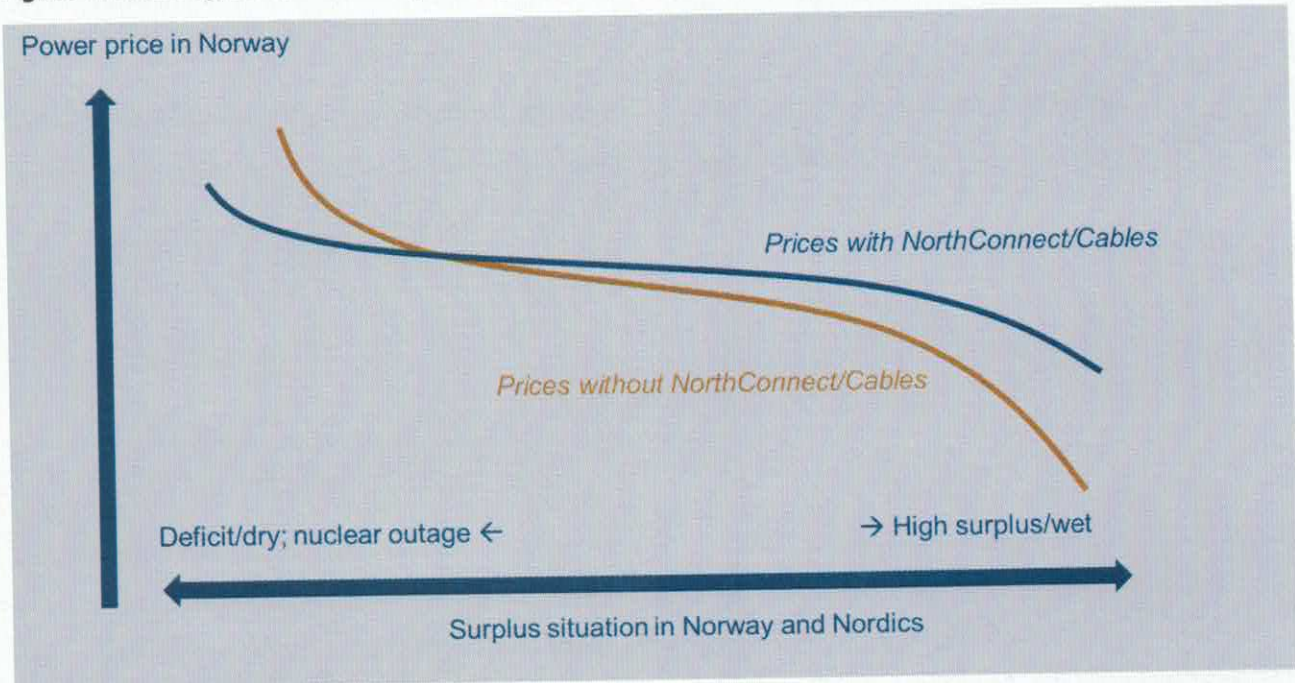 Power price in Norway
Prices with NorthConnect/Cables
Prices without NorthConnect/Cables
Deficit/dry; nuclear outage ←
→ High surplus/wet
Surplus situation in Norway and Nordics